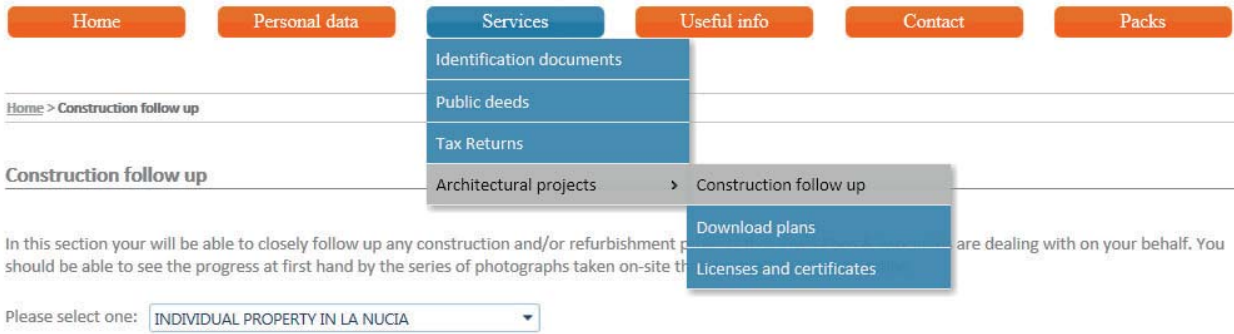 Home Personal data Services Useful info Contact Packs
Identification documents
Public deeds
Tax Returns
Architectural projects >
Construction follow up
Download plans
Licenses and certificates
Home > Construction follow up
Construction follow up
In this section your will be able to closely follow up any construction and/or refurbishment are dealing with on your behalf. You
should be able to see the progress at first hand by the series of photographs taken on-site
Please select one: INDIVIDUAL PROPERTY IN LA NUCIA